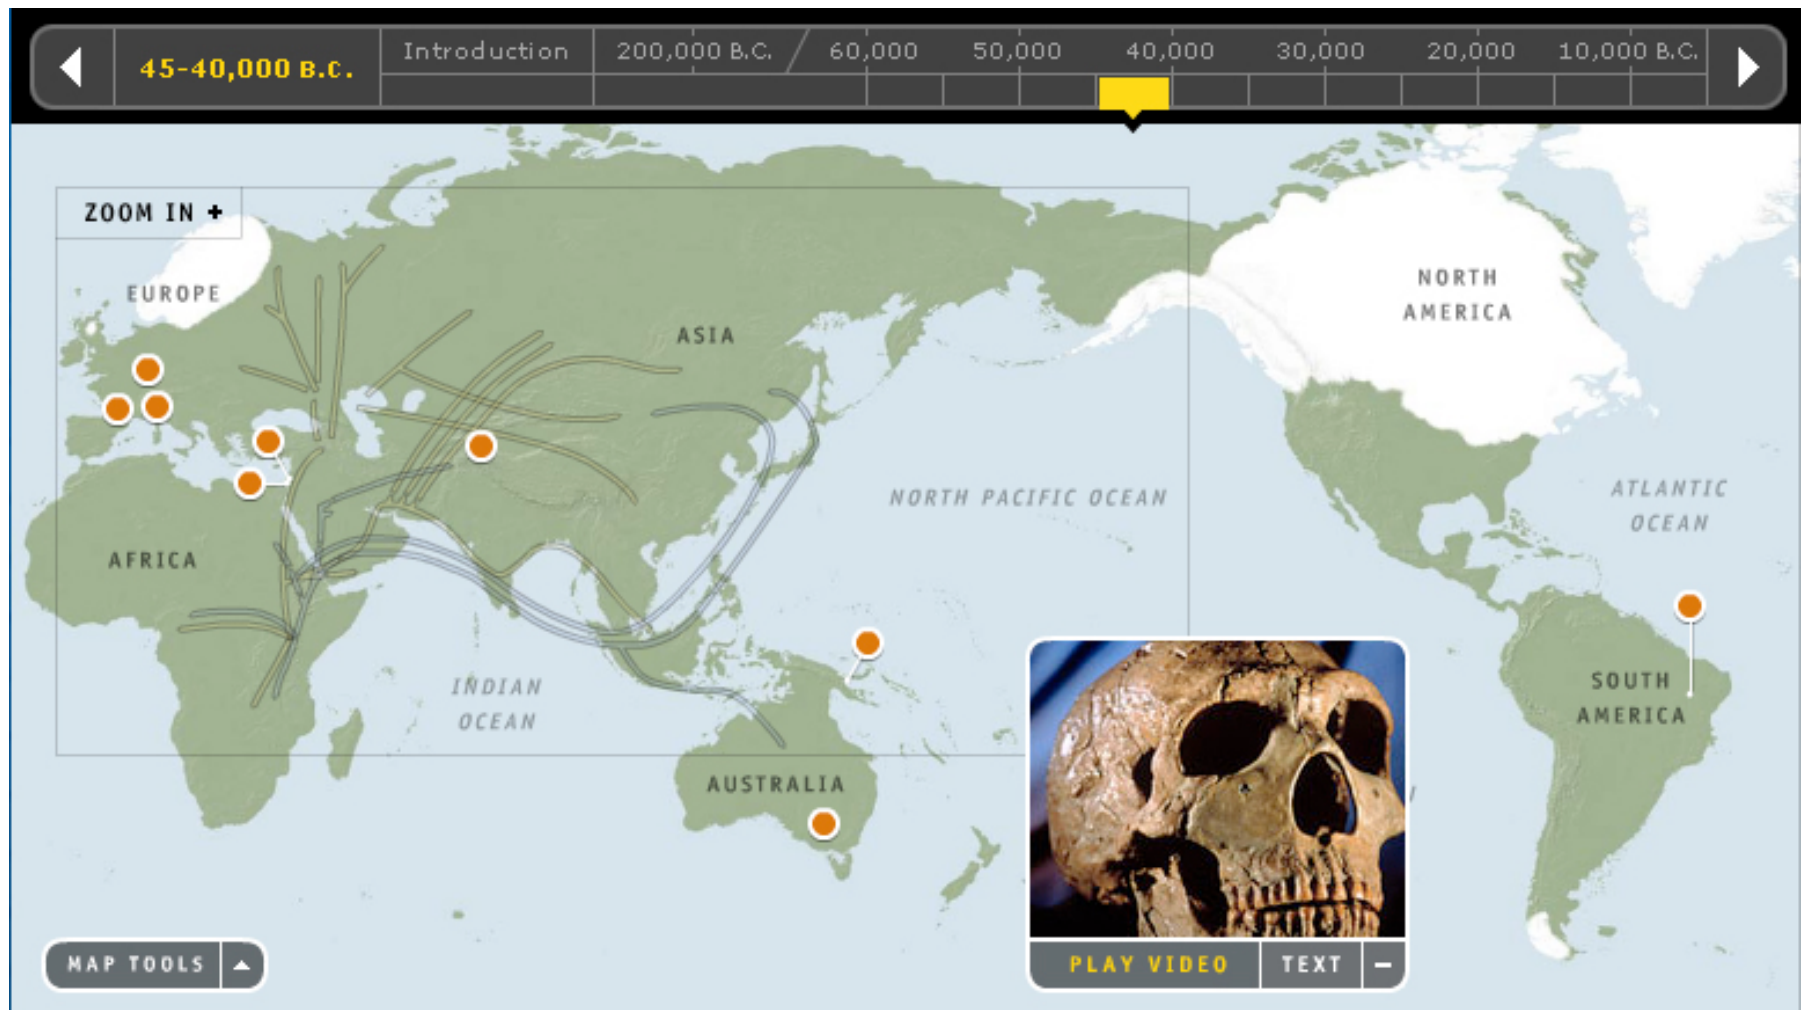 45-40,000 B.C.
Introduction
200,000 B.C.
60,000
50,000
40,000
30,000
20,000
10,000 B.C.
ZOOM IN +
EUROPE
ASIA
NORTH
AMERICA
NORTH PACIFIC OCEAN
ATLANTIC
OCEAN
AFRICA
INDIAN
OCEAN
SOUTH
AMERICA
AUSTRALIA
MAP TOOLS
PLAY VIDEO
TEXT